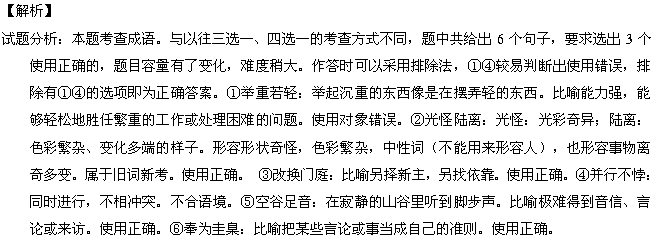 【解析】
试题分析：本题考查成语。与以往三选一、四选一的考查方式不同，题中共给出 6 个句子，要求选出 3 个
使用正确的，题目容量有了变化，难度稍大。作答时可以采用排除法，①④较易判断出使用错误，排
除有①④的选项即为正确答案。①举重若轻：举起沉重的东西像是在摆弄轻的东西。比喻能力强，能
够轻松地胜任繁重的工作或处理困难的问题。使用对象错误。②光怪陆离：光怪：光彩奇异；陆离：
色彩繁杂、变化多端的样子。形容形状奇怪，色彩繁杂，中性词（不能用来形容人），也形容事物离
奇多变。属于旧词新考。使用正确。 ③改换门庭：比喻另择新主，另找依靠。使用正确。④并行不悖：
同时进行，不相冲突。不合语境。⑤空谷足音：在寂静的山谷里听到脚步声。比喻极难得到音信、言
论或来访。使用正确。⑥奉为圭臬：比喻把某些言论或事当成自己的准则。使用正确。